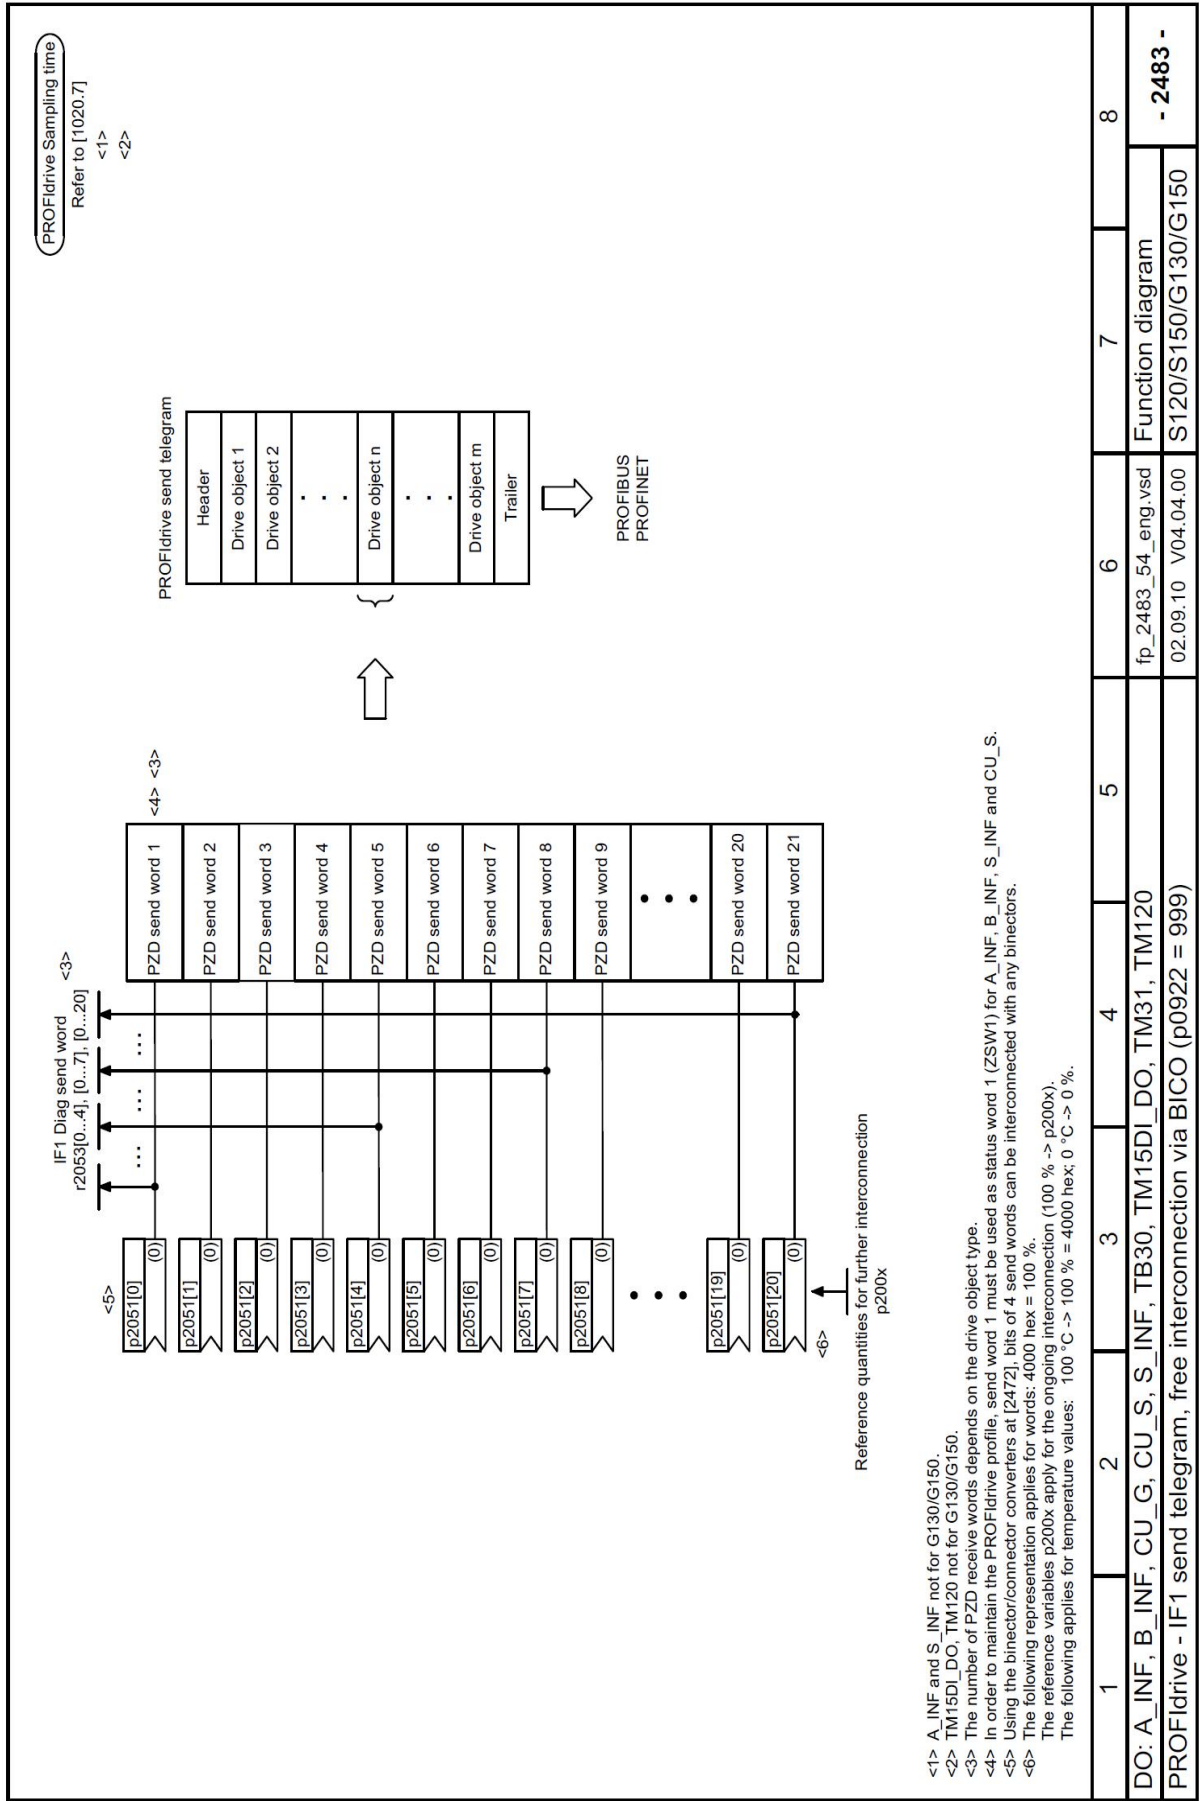 PROFIdrive Sampling time
Refer to [1020.7]
<1>
<2>
IF1 Diag send word
r2053[0...4], [0...7], [0...20]
<3>
PROFIdrive send telegram
<5>
<4> <3>
p2051[0]
(0)
PZD send word 1
p2051[1]
(0)
PZD send word 2
p2051[2]
(0)
PZD send word 3
p2051[3]
(0)
PZD send word 4
p2051[4]
(0)
PZD send word 5
p2051[5]
(0)
PZD send word 6
p2051[6]
(0)
PZD send word 7
p2051[7]
(0)
PZD send word 8
p2051[8]
(0)
PZD send word 9
p2051[19]
(0)
PZD send word 20
p2051[20]
(0)
PZD send word 21
<6>
Reference quantities for further interconnection
p200x
Header
Drive object 1
Drive object 2
Drive object n
Drive object m
Trailer
PROFIBUS
PROFINET
<1> A_INF and S_INF not for G130/G150.
<2> TM15DI_DO, TM120 not for G130/G150.
<3> The number of PZD receive words depends on the drive object type.
<4> In order to maintain the PROFIdrive profile, send word 1 must be used as status word 1 (ZSW1) for A_INF, B_INF, S_INF and CU_S.
<5> Using the binector/connector converters at [2472], bits of 4 send words can be interconnected with any binectors.
<6> The following representation applies for words: 4000 hex = 100 %.
The reference variables p200x apply for the ongoing interconnection (100 % -> p200x).
The following applies for temperature values: 100 °C -> 100 % = 4000 hex; 0 °C -> 0 %.
1 2 3 4 5 6 7 8
DO: A_INF, B_INF, CU_G, CU_S, S_INF, TB30, TM15DI_DO, TM31, TM120
fp_2483_54_eng.vsd
Function diagram
- 2483 -
PROFIdrive - IF1 send telegram, free interconnection via BICO (p0922 = 999)
02.09.10 V04.04.00
S120/S150/G130/G150